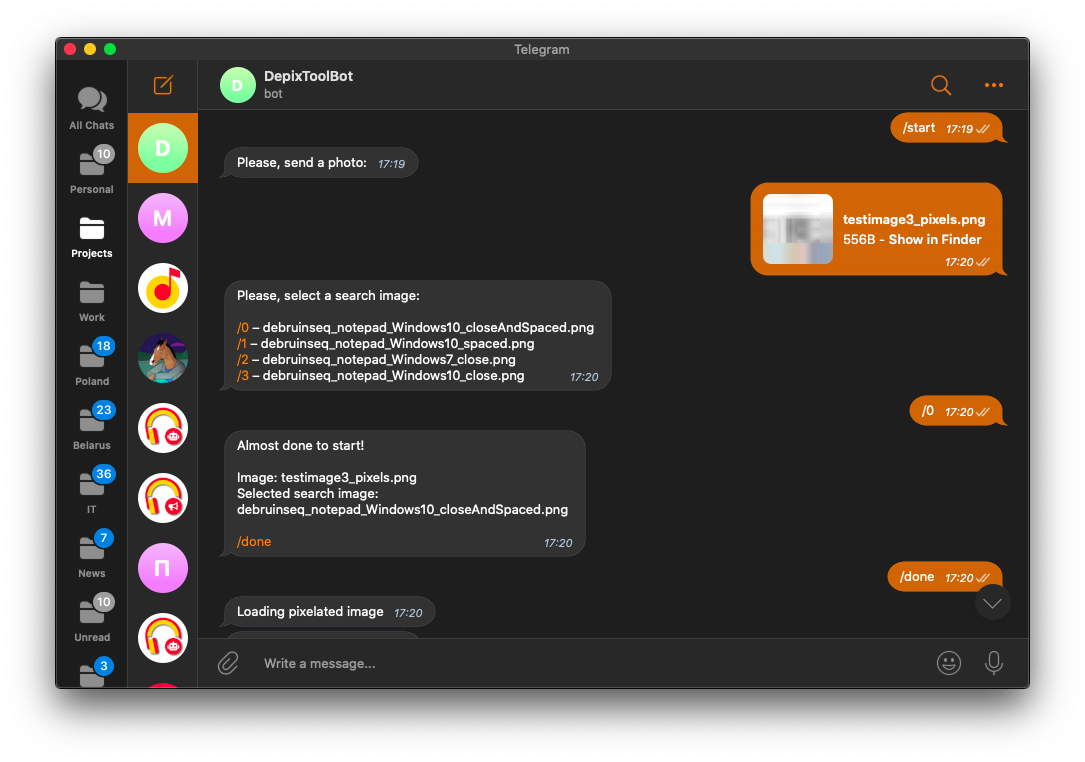 Telegram
All Chats
10
Personal
Projects
Work
18
Poland
23
Belarus
36
IT
7
News
10
Unread
3
D
M
П
D
DepixToolBot
bot
/start 17:19
Please, send a photo: 17:19
testimage3_pixels.png
556B - Show in Finder
17:20
Please, select a search image:
/0 – debruinseq_notepad_Windows10_closeAndSpaced.png
/1 – debruinseq_notepad_Windows10_spaced.png
/2 – debruinseq_notepad_Windows7_close.png
/3 – debruinseq_notepad_Windows10_close.png 17:20
/0 17:20
Almost done to start!
Image: testimage3_pixels.png
Selected search image:
debruinseq_notepad_Windows10_closeAndSpaced.png
/done 17:20
/done 17:20
Loading pixelated image 17:20
Write a message...